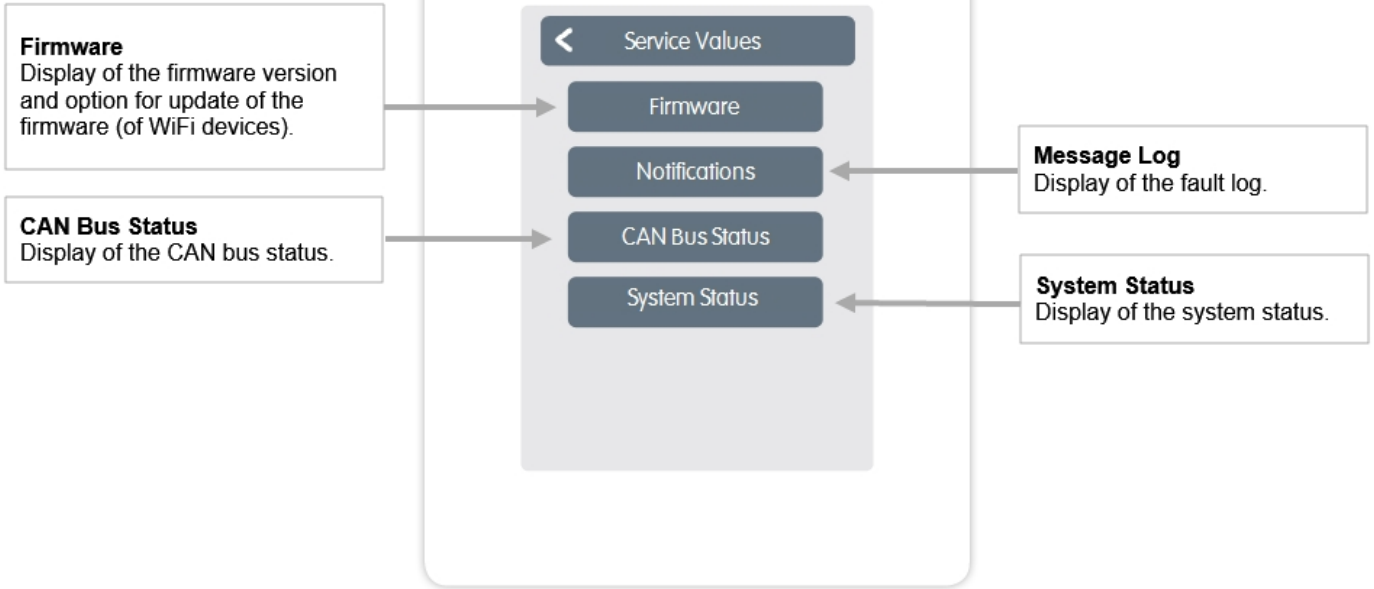 Firmware
Display of the firmware version
and option for update of the
firmware (of WiFi devices).
CAN Bus Status
Display of the CAN bus status.
Service Values
Firmware
Notifications
CAN Bus Status
System Status
Message Log
Display of the fault log.
System Status
Display of the system status.